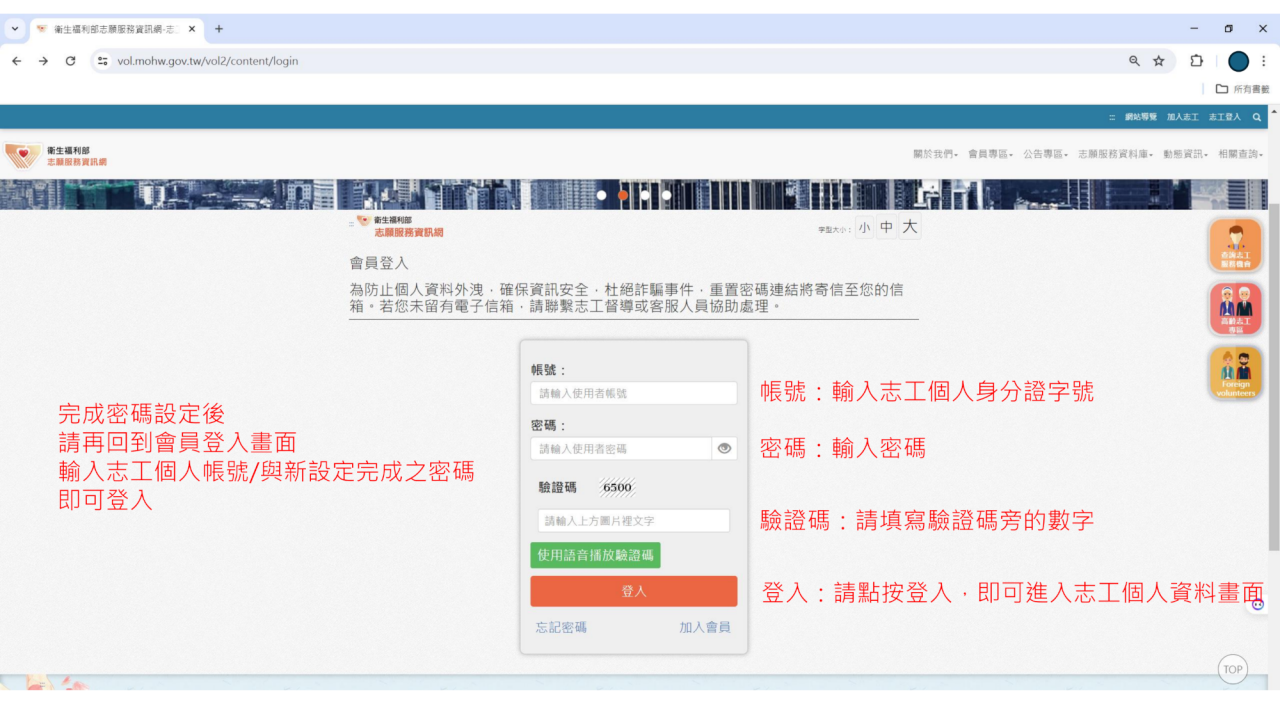 衛生福利部志願服務資訊網-志
vol.mohw.gov.tw/vol2/content/login
所有書籤
::: 網站導覽 加入志工 志工登入
衛生福利部
志願服務資訊網
關於我們 會員專區 公告專區 志願服務資料庫 動態資訊 相關查詢
::: 衛生福利部
志願服務資訊網
字型大小： 小 中 大
會員登入
為防止個人資料外洩，確保資訊安全，杜絕詐騙事件，重置密碼連結將寄信至您的信
箱。若您未留有電子信箱，請聯繫志工督導或客服人員協助處理。
查詢志工
服務機會
高齡志工
專區
Foreign
volunteers
完成密碼設定後
請再回到會員登入畫面
輸入志工個人帳號/與新設定完成之密碼
即可登入
帳號：
請輸入使用者帳號
帳號：輸入志工個人身分證字號
密碼：
請輸入使用者密碼
密碼：輸入密碼
驗證碼 6500
請輸入上方圖片裡文字
驗證碼：請填寫驗證碼旁的數字
使用語音播放驗證碼
登入
登入：請點按登入，即可進入志工個人資料畫面
忘記密碼 加入會員
TOP